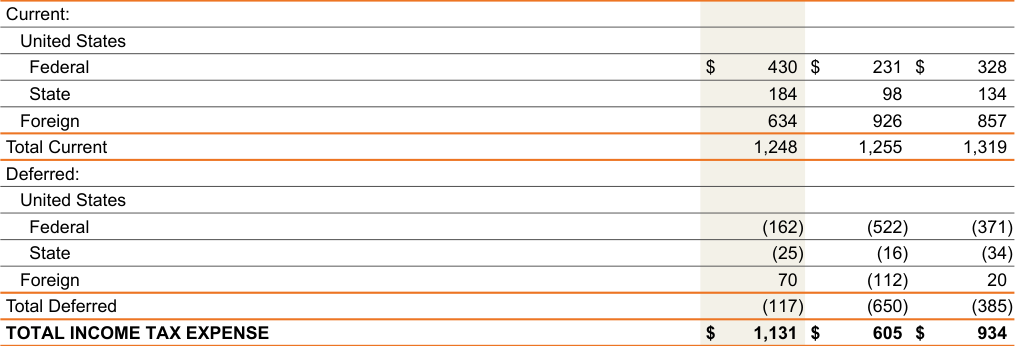 Current:
United States
Federal $ 430 $ 231 $ 328
State 184 98 134
Foreign 634 926 857
Total Current 1,248 1,255 1,319
Deferred:
United States
Federal (162) (522) (371)
State (25) (16) (34)
Foreign 70 (112) 20
Total Deferred (117) (650) (385)
TOTAL INCOME TAX EXPENSE $ 1,131 $ 605 $ 934